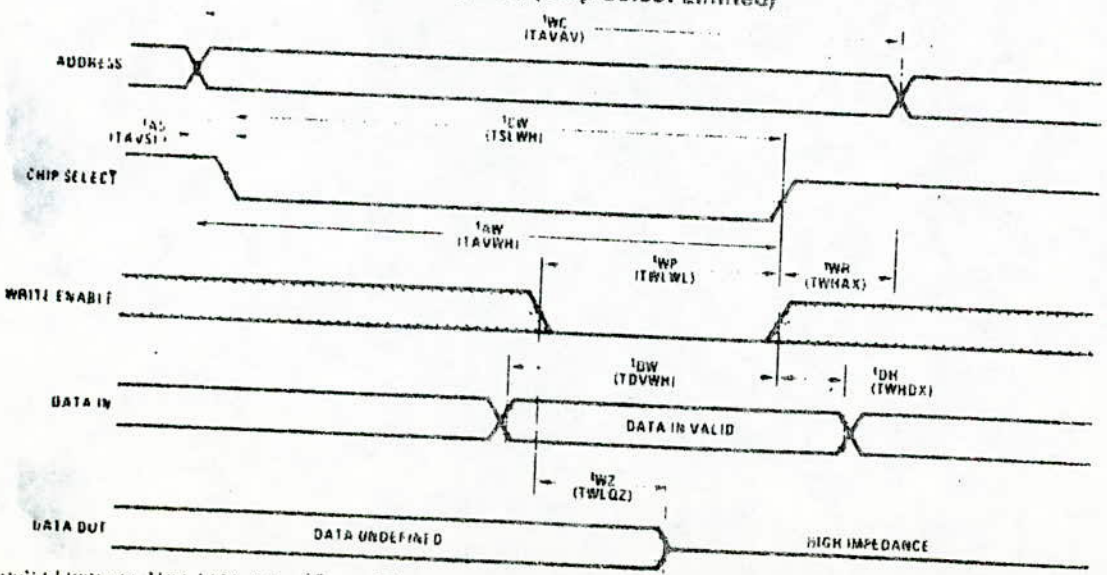 Limited)
tWC
(TAVAV)
ADDRESS
tAS
tCW
(TSLWH)
CHIP SELECT
tAW
(TAVWH)
tWP
(TWLWL)
tWR
(TWHAX)
WRITE ENABLE
tDW
(TDVWH)
tDH
(TWHDX)
DATA IN
DATA IN VALID
tWZ
(TWLQZ)
DATA OUT
DATA UNDEFINED
HIGH IMPEDANCE